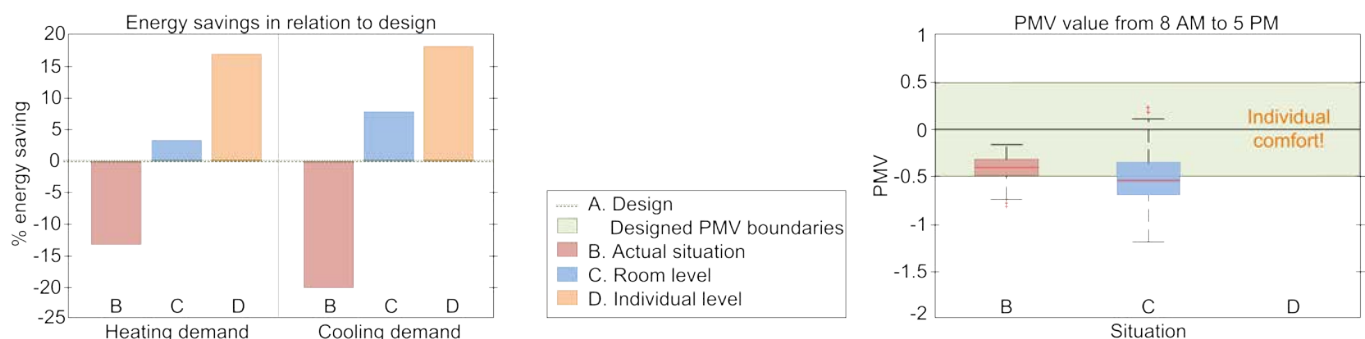 Energy savings in relation to design
% energy saving
20
15
10
5
0
-5
-10
-15
-20
-25
B C D B C D
Heating demand Cooling demand
A. Design
Designed PMV boundaries
B. Actual situation
C. Room level
D. Individual level
PMV value from 8 AM to 5 PM
PMV
1
0.5
0
-0.5
-1
-1.5
-2
Individual
comfort!
B C D
Situation